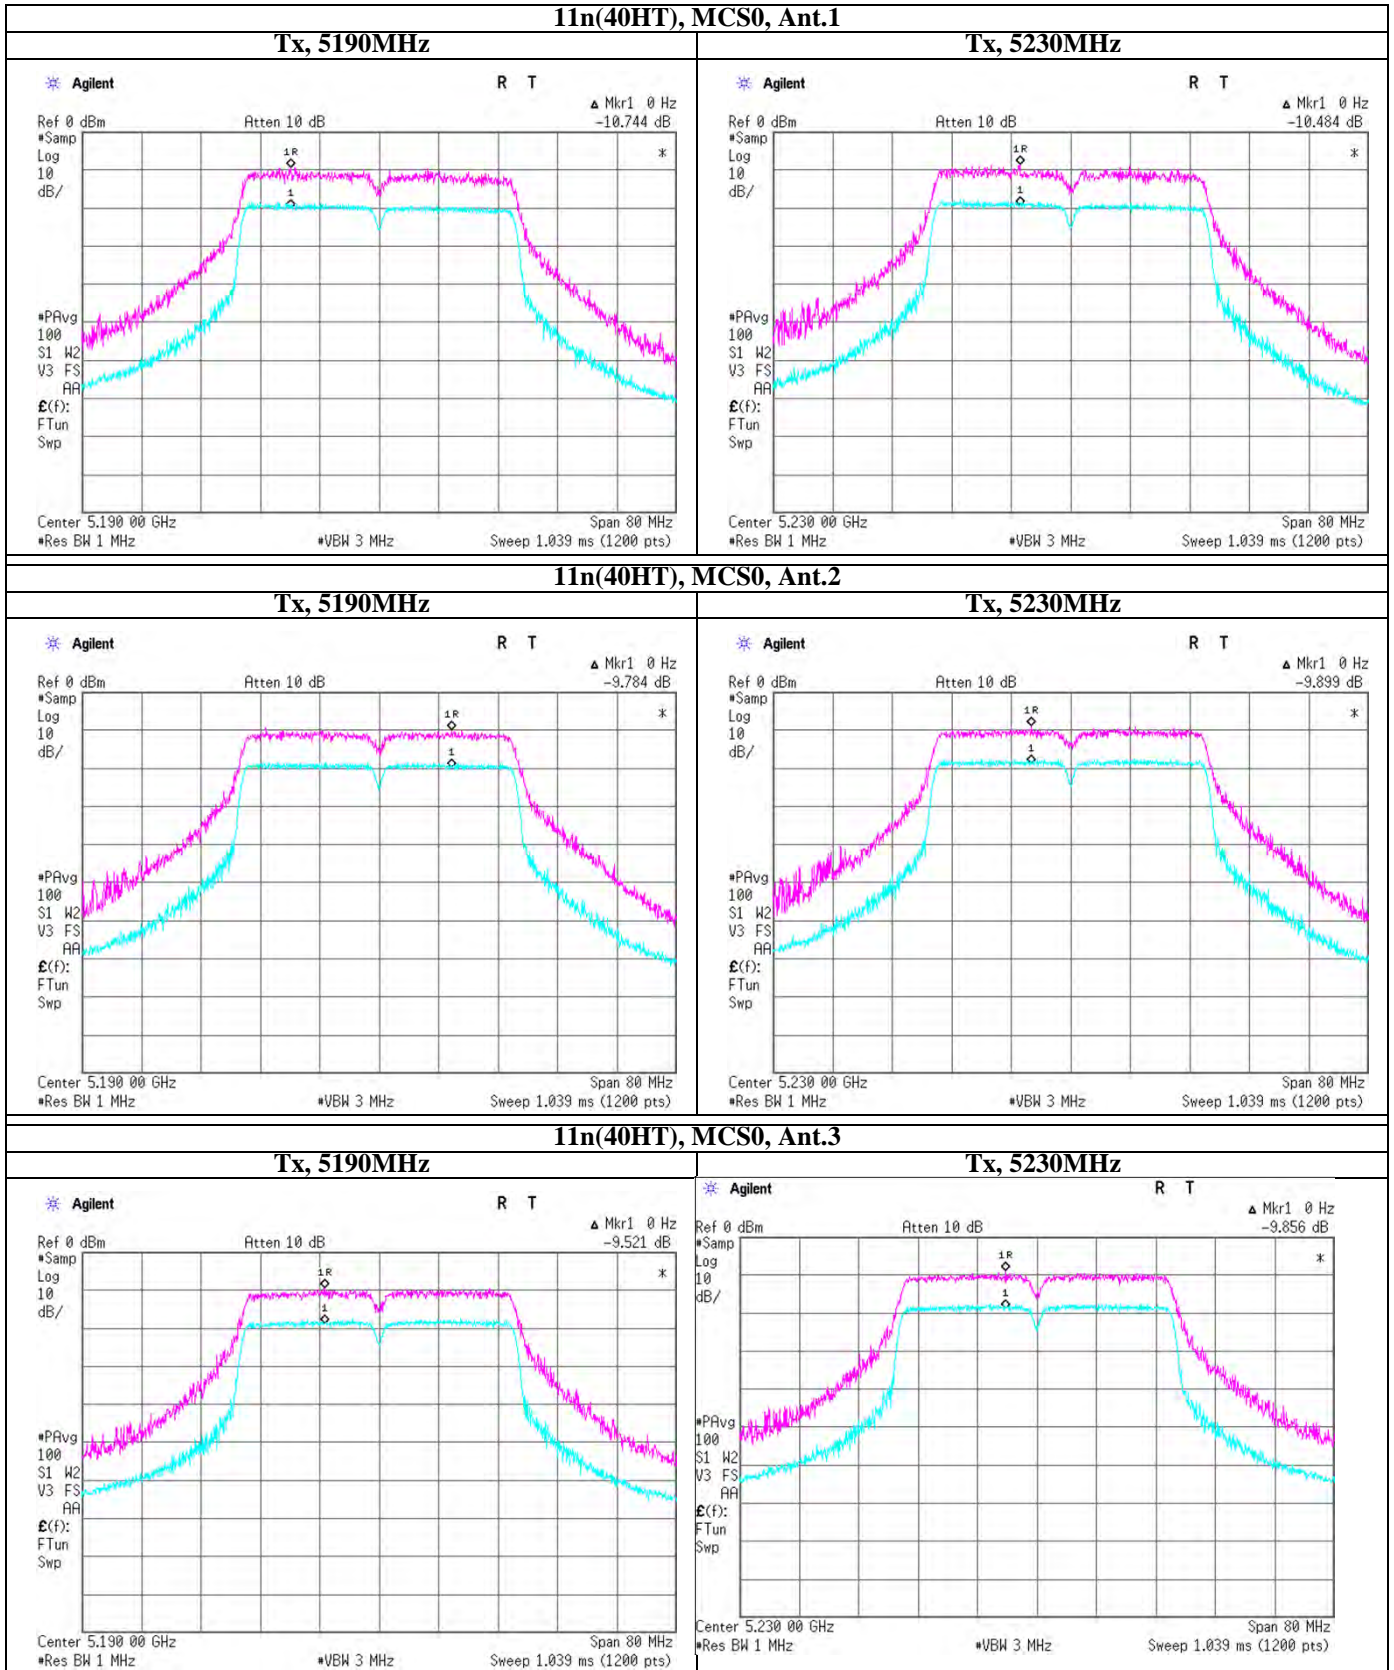 11n(40HT), MCS0, Ant.1
Tx, 5190MHz
Tx, 5230MHz
Agilent
R T
Δ Mkr1 0 Hz
Ref 0 dBm
Atten 10 dB
-10.744 dB
#Samp
Log
10
dB/
1R
1
*
#PAvg
100
S1 W2
V3 FS
AA
£(f):
FTun
Swp
Center 5.190 00 GHz
Span 80 MHz
#Res BW 1 MHz
#VBW 3 MHz
Sweep 1.039 ms (1200 pts)
Agilent
R T
Δ Mkr1 0 Hz
Ref 0 dBm
Atten 10 dB
-10.484 dB
#Samp
Log
10
dB/
1R
1
*
#PAvg
100
S1 W2
V3 FS
AA
£(f):
FTun
Swp
Center 5.230 00 GHz
Span 80 MHz
#Res BW 1 MHz
#VBW 3 MHz
Sweep 1.039 ms (1200 pts)
11n(40HT), MCS0, Ant.2
Tx, 5190MHz
Tx, 5230MHz
Agilent
R T
Δ Mkr1 0 Hz
Ref 0 dBm
Atten 10 dB
-9.784 dB
#Samp
Log
10
dB/
1R
1
*
#PAvg
100
S1 W2
V3 FS
AA
£(f):
FTun
Swp
Center 5.190 00 GHz
Span 80 MHz
#Res BW 1 MHz
#VBW 3 MHz
Sweep 1.039 ms (1200 pts)
Agilent
R T
Δ Mkr1 0 Hz
Ref 0 dBm
Atten 10 dB
-9.899 dB
#Samp
Log
10
dB/
1R
1
*
#PAvg
100
S1 W2
V3 FS
AA
£(f):
FTun
Swp
Center 5.230 00 GHz
Span 80 MHz
#Res BW 1 MHz
#VBW 3 MHz
Sweep 1.039 ms (1200 pts)
11n(40HT), MCS0, Ant.3
Tx, 5190MHz
Tx, 5230MHz
Agilent
R T
Δ Mkr1 0 Hz
Ref 0 dBm
Atten 10 dB
-9.521 dB
#Samp
Log
10
dB/
1R
1
*
#PAvg
100
S1 W2
V3 FS
AA
£(f):
FTun
Swp
Center 5.190 00 GHz
Span 80 MHz
#Res BW 1 MHz
#VBW 3 MHz
Sweep 1.039 ms (1200 pts)
Agilent
R T
Δ Mkr1 0 Hz
Ref 0 dBm
Atten 10 dB
-9.856 dB
#Samp
Log
10
dB/
1R
1
*
#PAvg
100
S1 W2
V3 FS
AA
£(f):
FTun
Swp
Center 5.230 00 GHz
Span 80 MHz
#Res BW 1 MHz
#VBW 3 MHz
Sweep 1.039 ms (1200 pts)